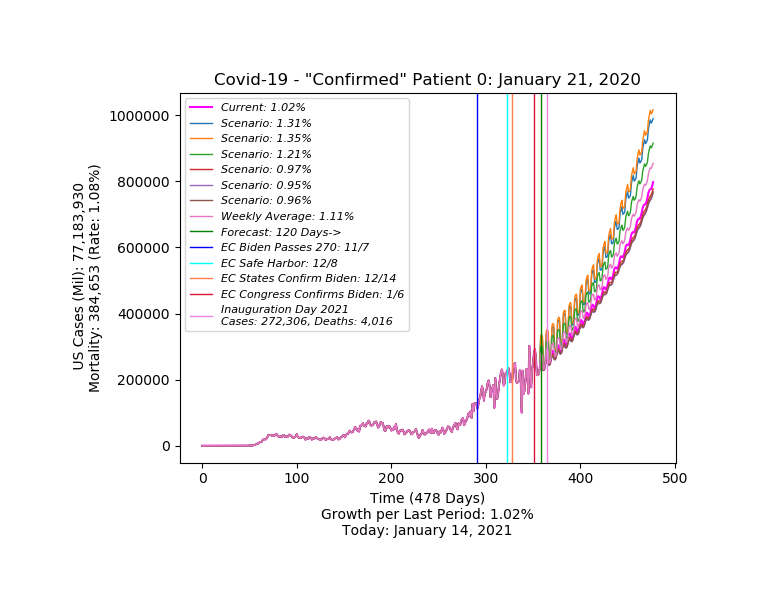 Covid-19 - "Confirmed" Patient 0: January 21, 2020
US Cases (Mil): 77,183,930
Mortality: 384,653 (Rate: 1.08%)
1000000
800000
600000
400000
200000
0
Current: 1.02%
Scenario: 1.31%
Scenario: 1.35%
Scenario: 1.21%
Scenario: 0.97%
Scenario: 0.95%
Scenario: 0.96%
Weekly Average: 1.11%
Forecast: 120 Days->
EC Biden Passes 270: 11/7
EC Safe Harbor: 12/8
EC States Confirm Biden: 12/14
EC Congress Confirms Biden: 1/6
Inauguration Day 2021
Cases: 272,306, Deaths: 4,016
0 100 200 300 400 500
Time (478 Days)
Growth per Last Period: 1.02%
Today: January 14, 2021